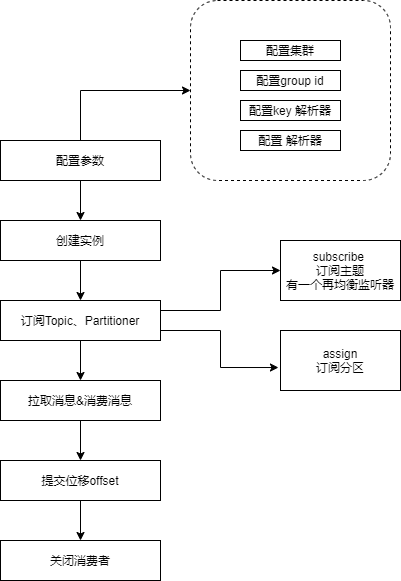 配置集群
配置group id
配置key 解析器
配置 解析器
配置参数
创建实例
订阅Topic、Partitioner
subscribe
订阅主题
有一个再均衡监听器
assign
订阅分区
拉取消息&消费消息
提交位移offset
关闭消费者